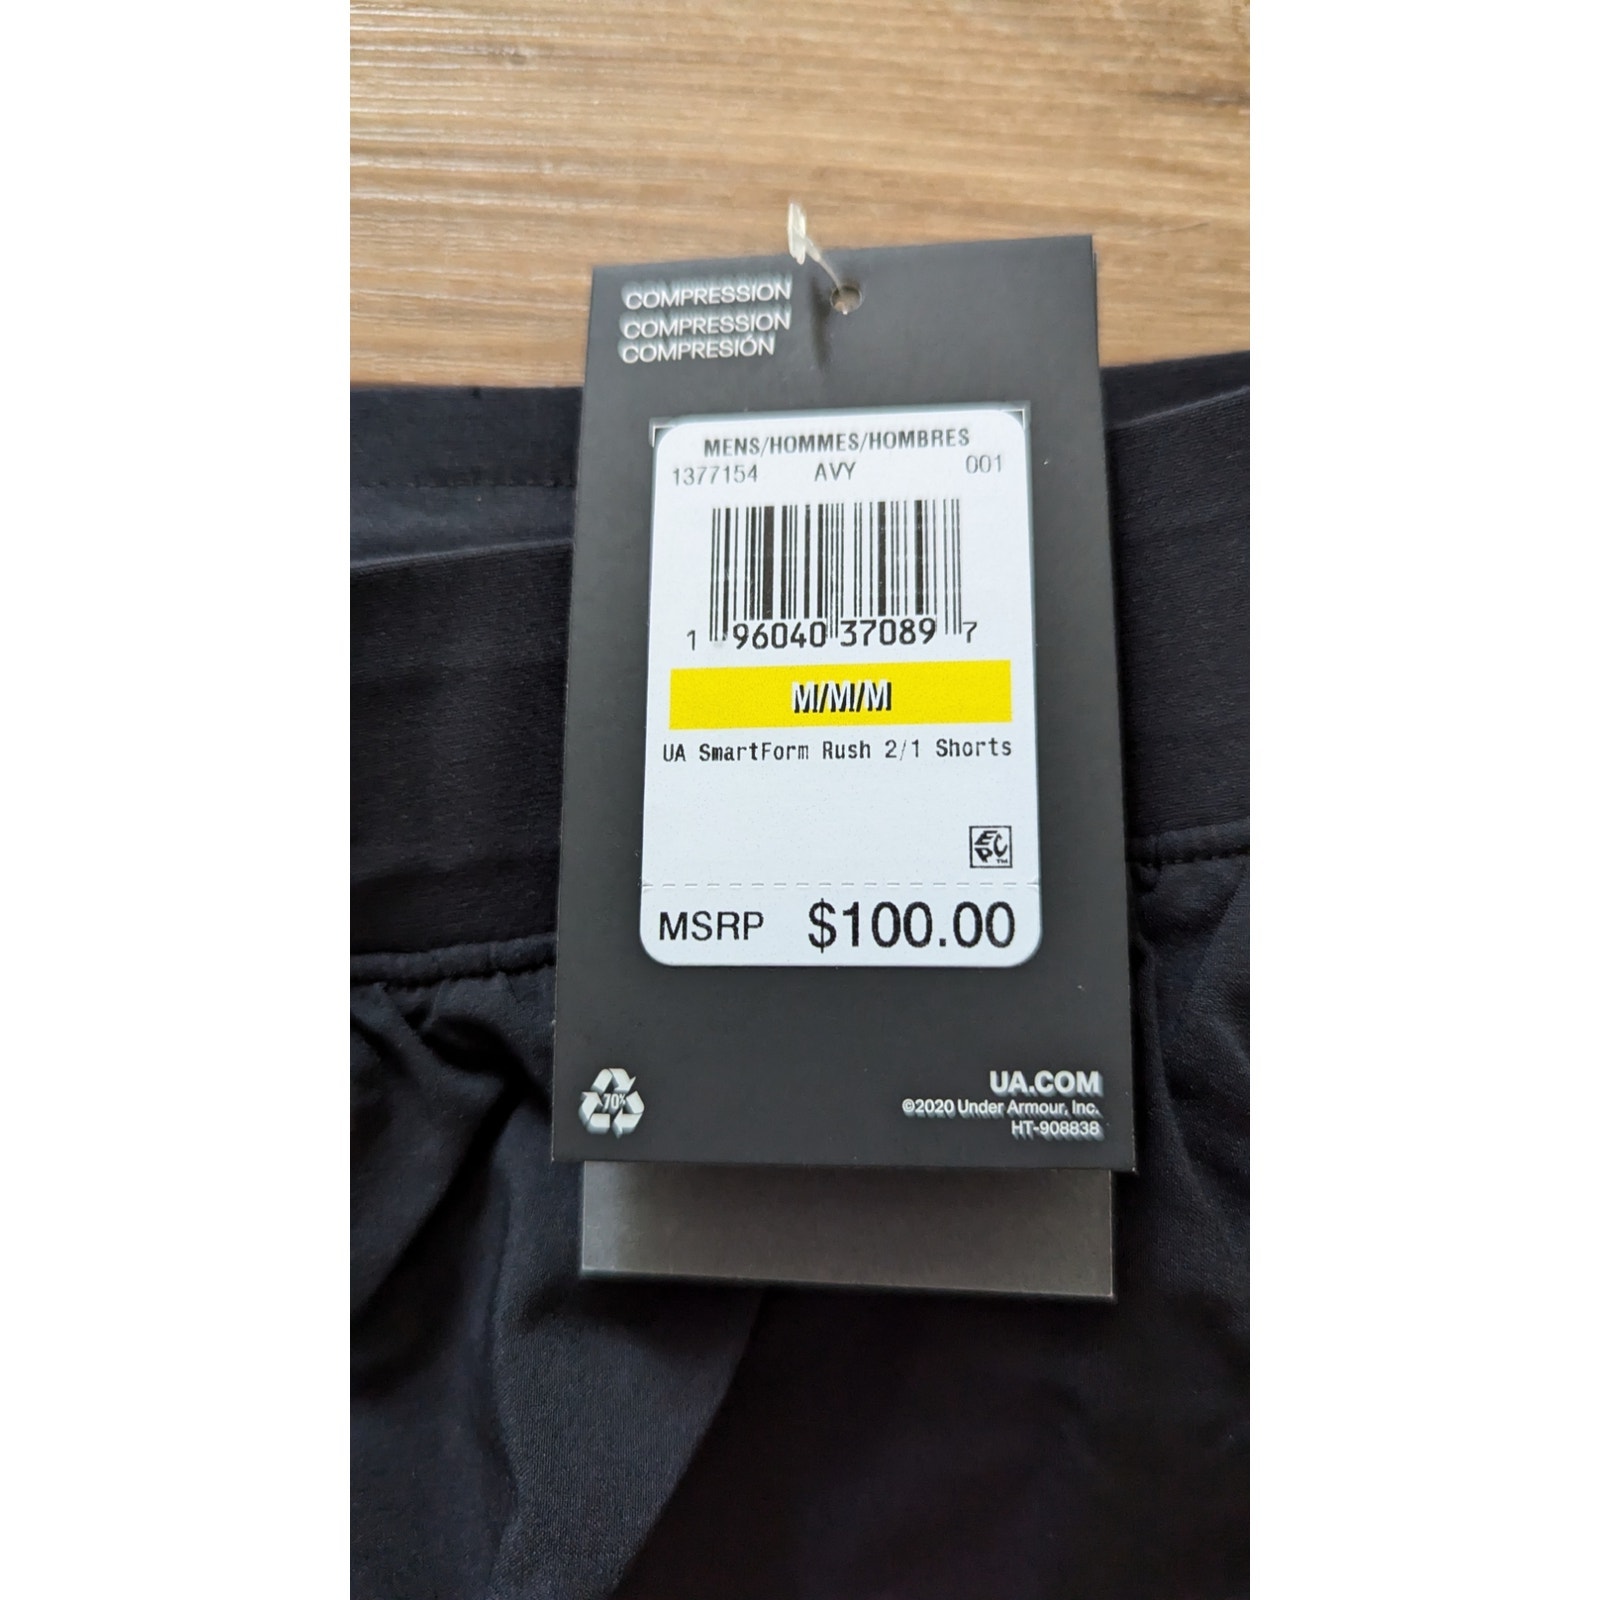 COMPRESSION
COMPRESSION
COMPRESIÓN
MENS/HOMMES/HOMBRES
1377154 AVY 001
1 96040 37089 7
M/M/M
UA SmartForm Rush 2/1 Shorts
EPC™
MSRP $100.00
70%
UA.COM
©2020 Under Armour, Inc.
HT-908838